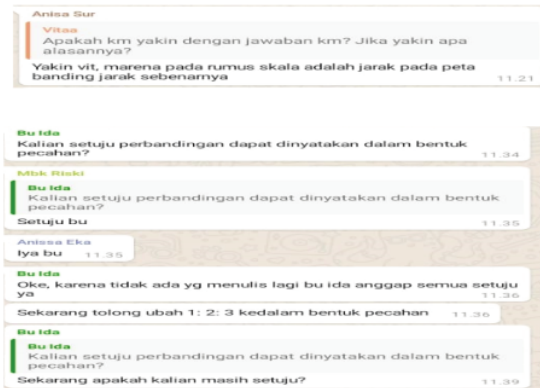 Anisa Sur
Vitaa
Apakah km yakin dengan jawaban km? Jika yakin apa
alasannya?
Yakin vit, marena pada rumus skala adalah jarak pada peta
banding jarak sebenarnya
11.21
Bu Ida
Kalian setuju perbandingan dapat dinyatakan dalam bentuk
pecahan?
11.34
Mbk Riski
Bu Ida
Kalian setuju perbandingan dapat dinyatakan dalam bentuk
pecahan?
Setuju bu
11.35
Anissa Eka
Iya bu 11.35
Bu Ida
Oke, karena tidak ada yg menulis lagi bu ida anggap semua setuju
ya
11.36
Sekarang tolong ubah 1: 2: 3 kedalam bentuk pecahan 11.36
Bu Ida
Bu Ida
Kalian setuju perbandingan dapat dinyatakan dalam bentuk
pecahan?
Sekarang apakah kalian masih setuju?
11.39